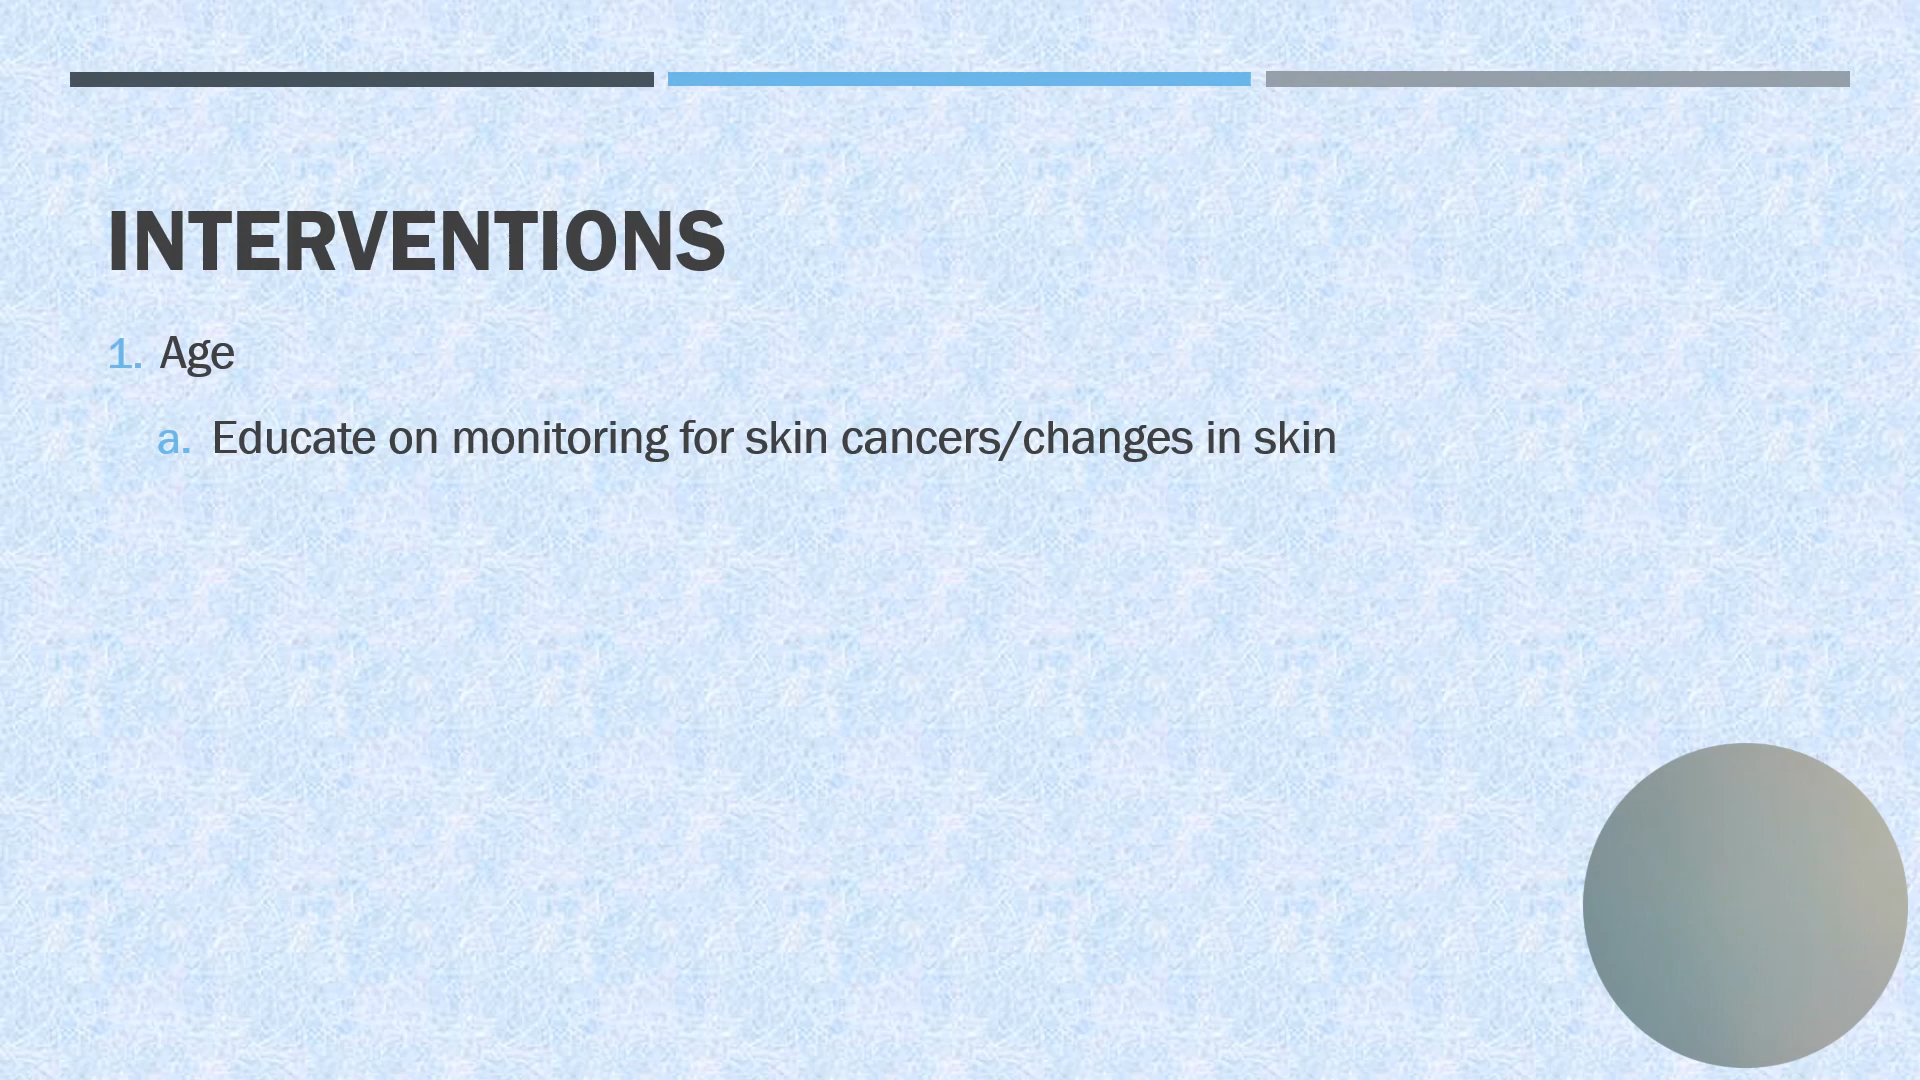 INTERVENTIONS
1. Age
a. Educate on monitoring for skin cancers/changes in skin